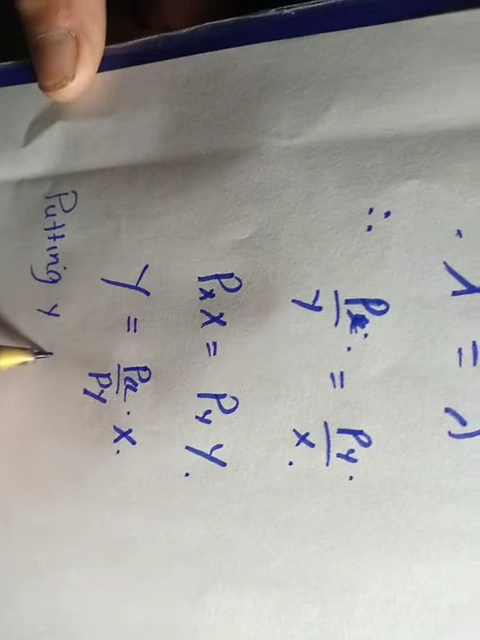 λ = λ
∴ Px/y = Py/x.
Px X = Py Y.
Y = Px/Py . X.
Putting Y